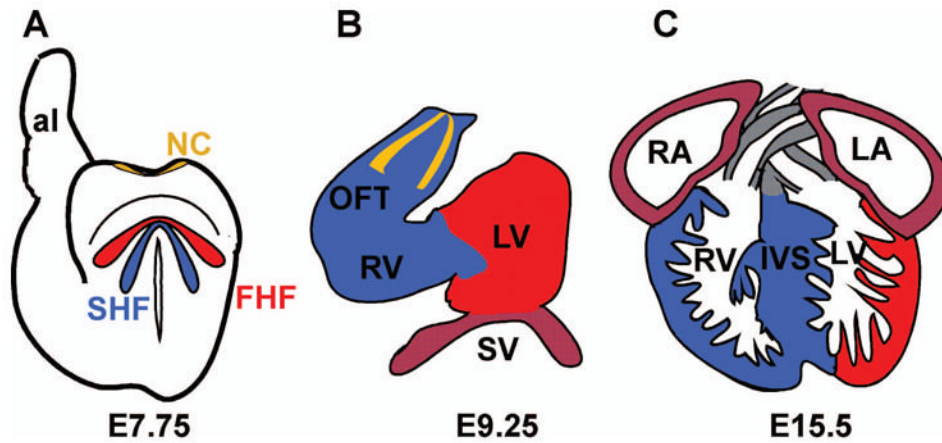 A
B
C
al
NC
SHF
FHF
E7.75
OFT
RV
LV
SV
E9.25
RA
LA
RV
IVS
LV
E15.5